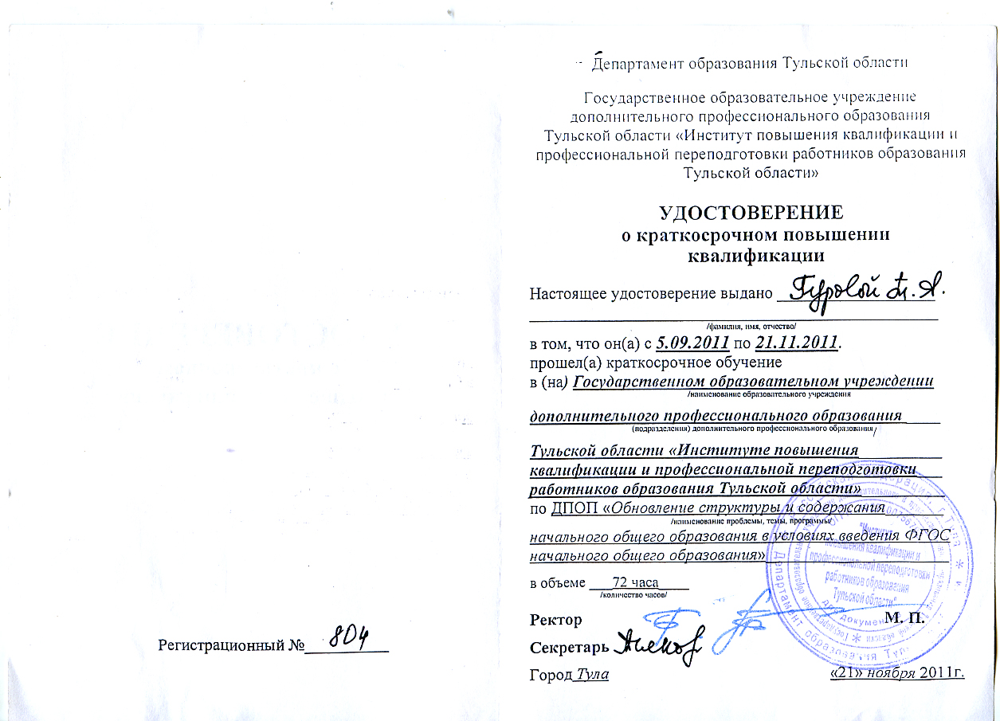 Департамент образования Тульской области
Государственное образовательное учреждение
дополнительного профессионального образования
Тульской области «Институт повышения квалификации и
профессиональной переподготовки работников образования
Тульской области»
УДОСТОВЕРЕНИЕ
о краткосрочном повышении
квалификации
Настоящее удостоверение выдано Гуровой Т. Я.
/фамилия, имя, отчество/
в том, что он(а) с 5.09.2011 по 21.11.2011.
прошел(а) краткосрочное обучение
в (на) Государственном образовательном учреждении
/наименование образовательного учреждения
дополнительного профессионального образования
(подразделения) дополнительного профессионального образования/
Тульской области «Институте повышения
квалификации и профессиональной переподготовки
работников образования Тульской области»
по ДПОП «Обновление структуры и содержания
/наименование проблемы, темы, программы/
начального общего образования в условиях введения ФГОС
начального общего образования»
в объеме 72 часа
/количество часов/
Ректор М. П.
Секретарь
Город Тула «21» ноября 2011г.
Регистрационный № 804
"Институт
повышения квалификации и
профессиональной переподготовки
работников образования
Тульской области"